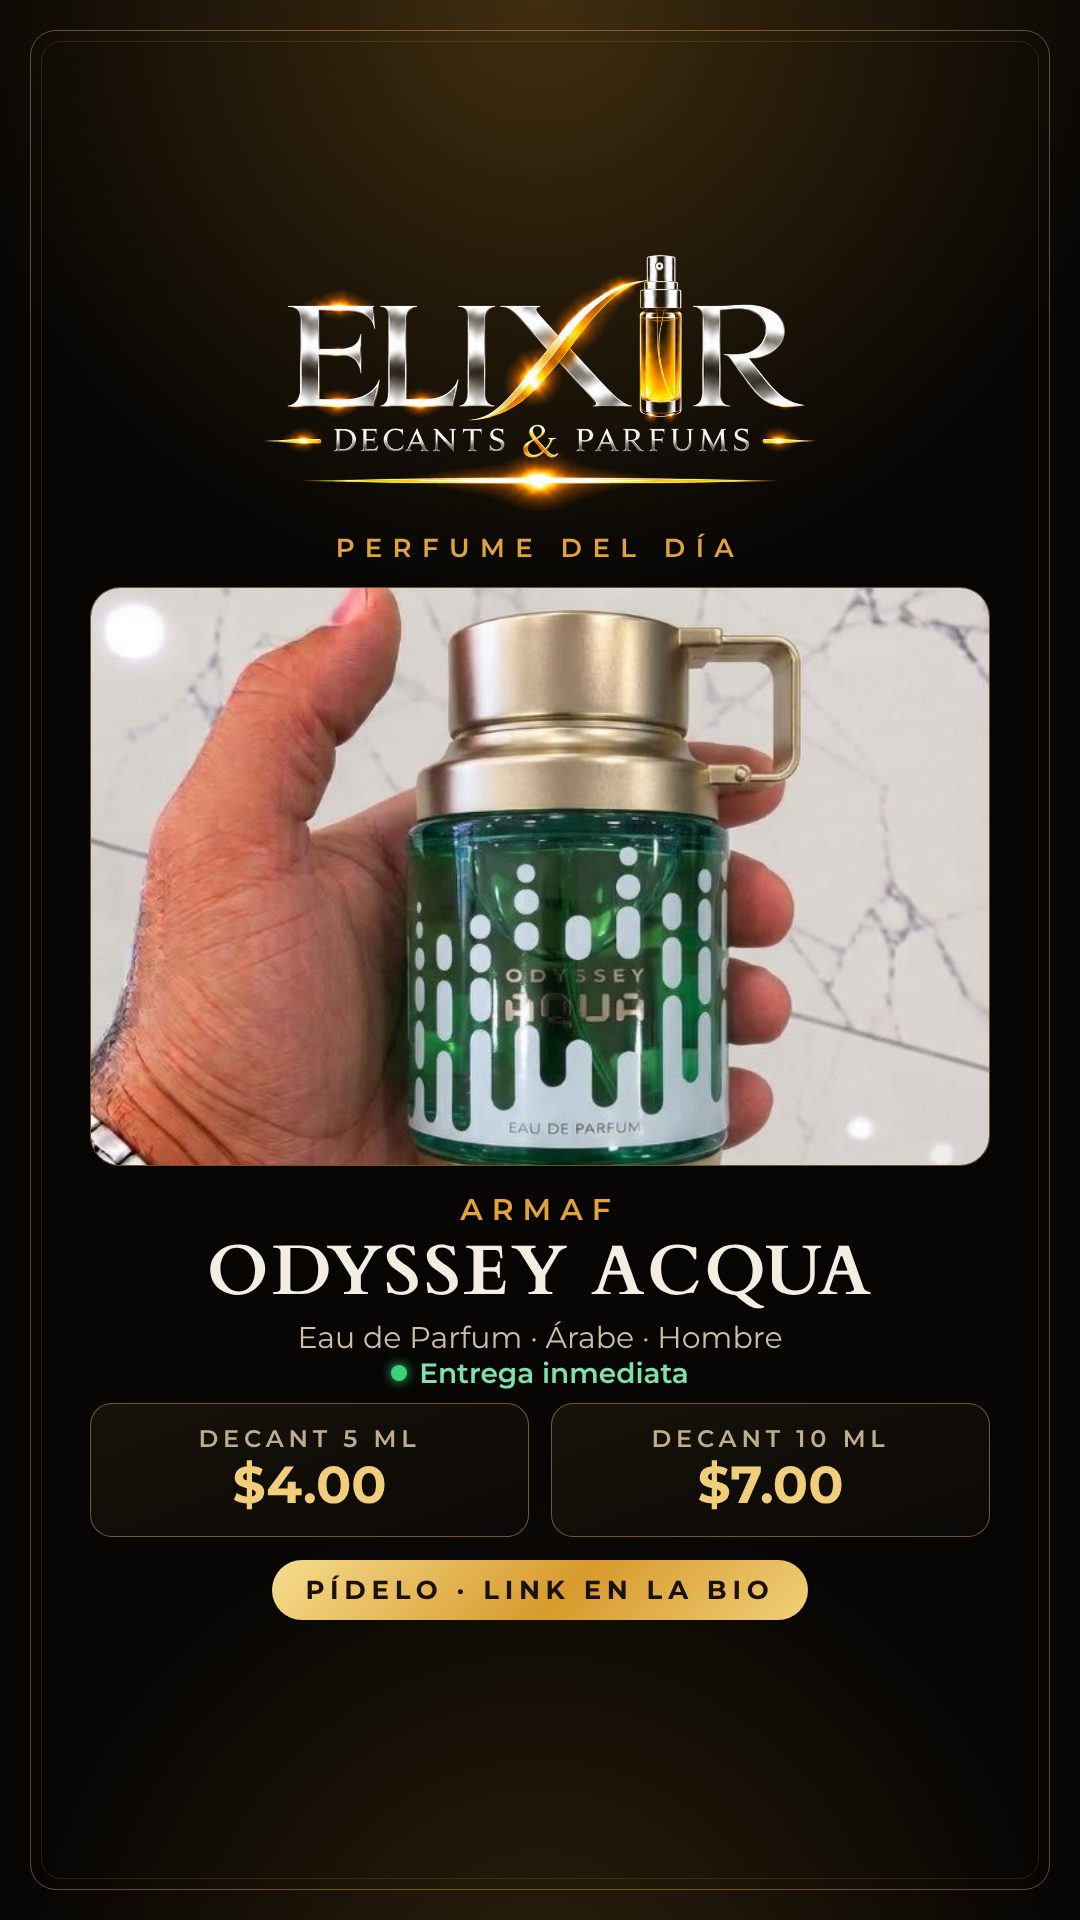 ELIXIR
DECANTS & PARFUMS
PERFUME DEL DÍA
ODYSSEY
AQUA
EAU DE PARFUM
ARMAF
ODYSSEY ACQUA
Eau de Parfum · Árabe · Hombre
Entrega inmediata
DECANT 5 ML
$4.00
DECANT 10 ML
$7.00
PÍDELO · LINK EN LA BIO